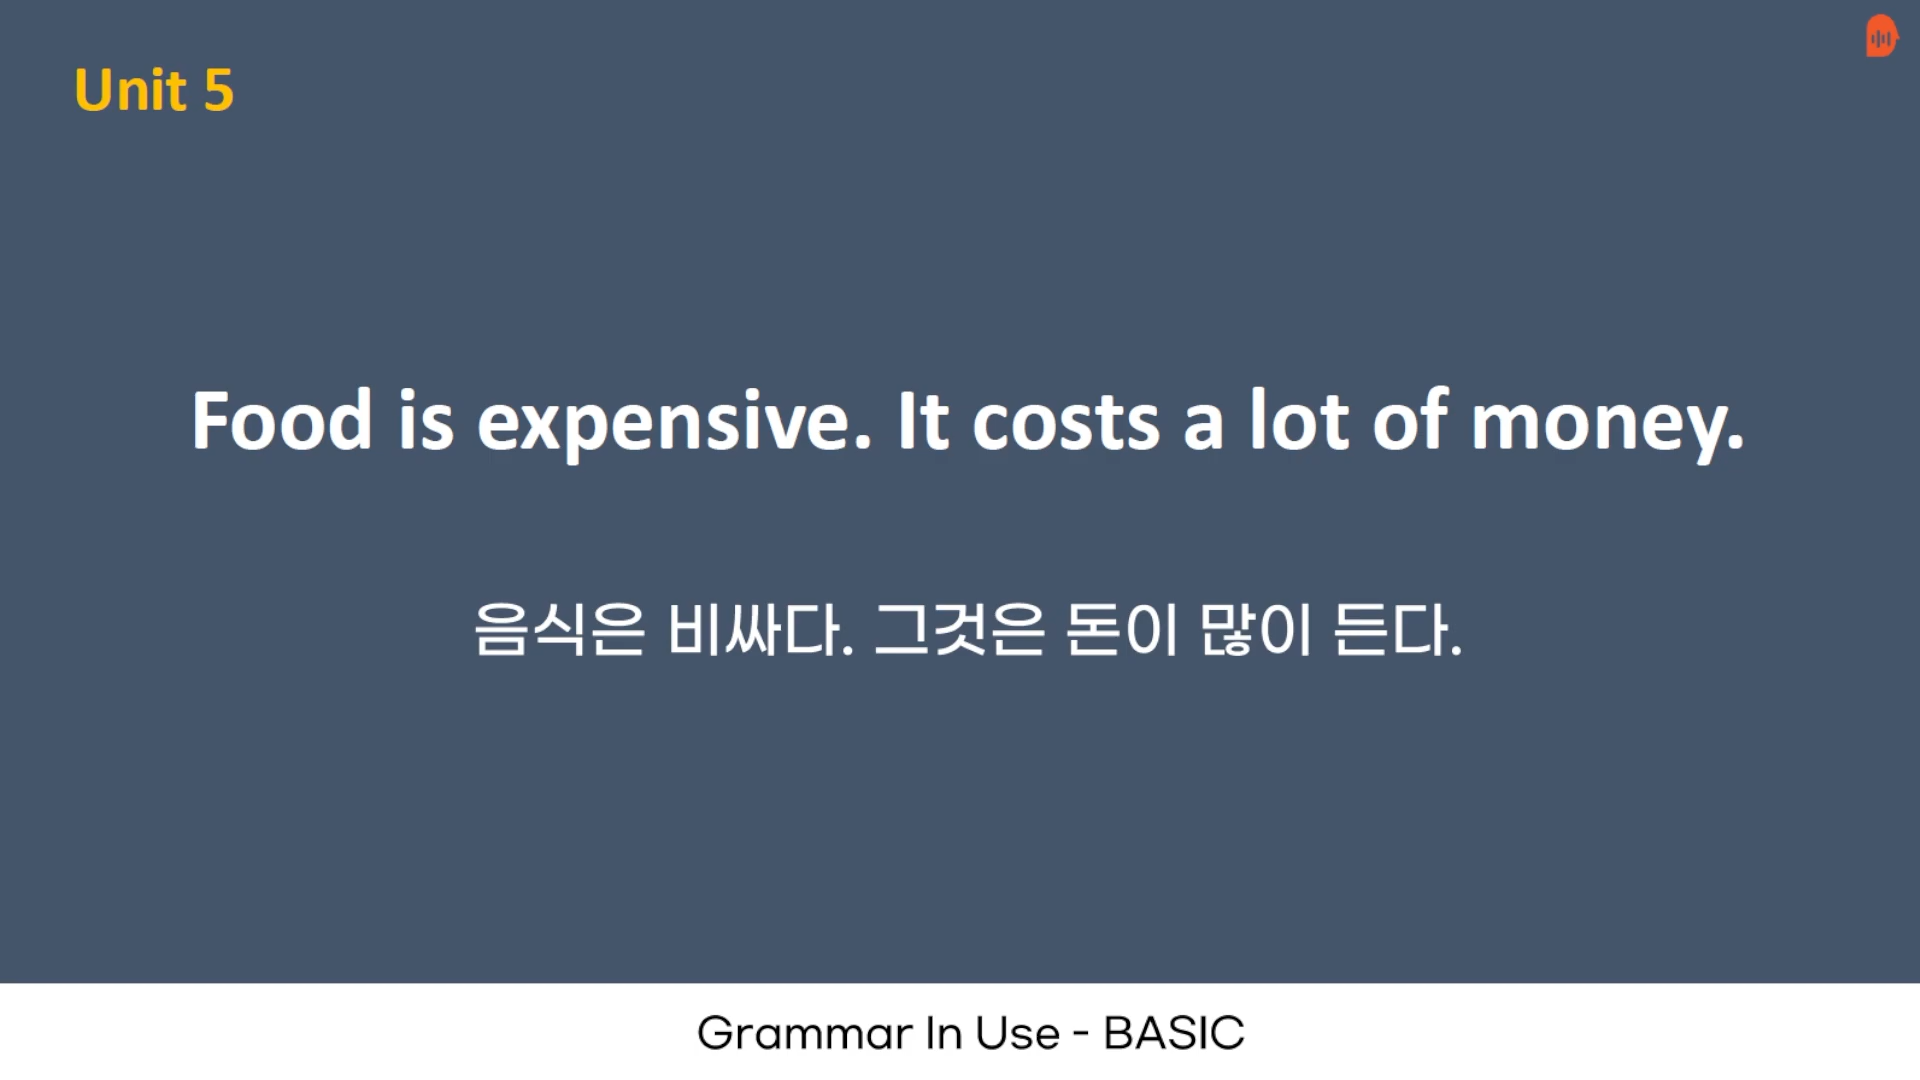 Unit 5
Food is expensive. It costs a lot of money.
음식은 비싸다. 그것은 돈이 많이 든다.
Grammar In Use - BASIC